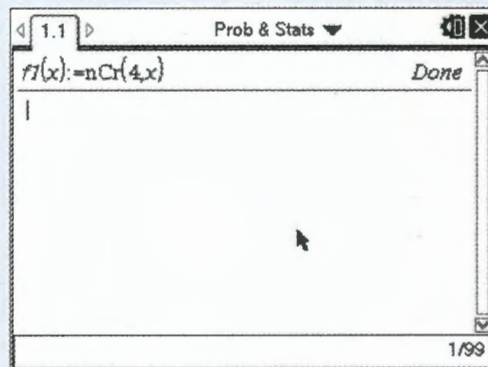 1.1 Prob & Stats
f1(x):=nCr(4,x) Done
1/99